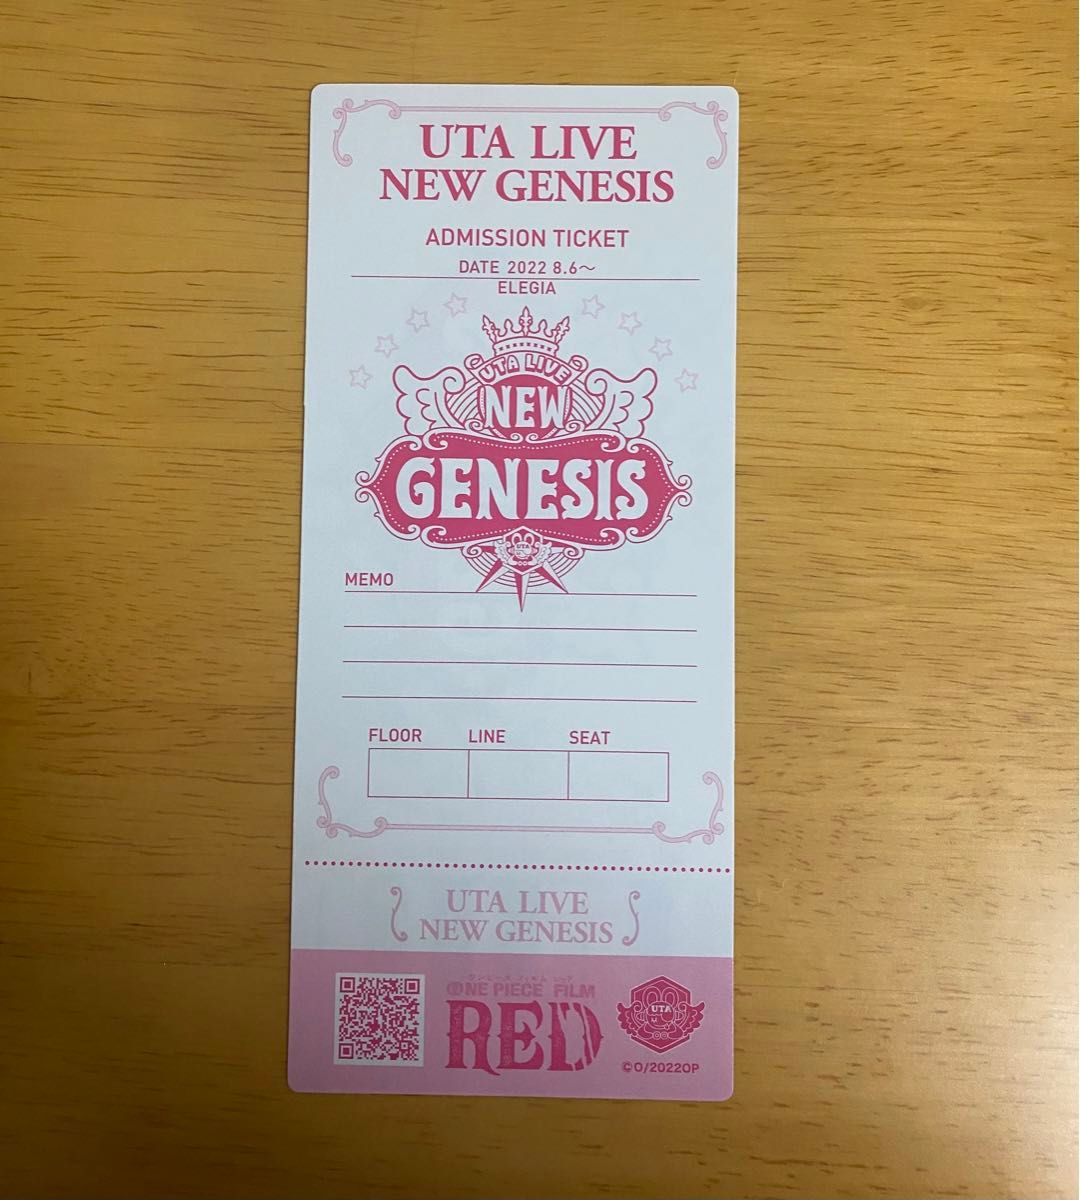 UTA LIVE
NEW GENESIS
ADMISSION TICKET
DATE 2022 8.6～
ELEGIA
UTA LIVE
NEW
GENESIS
UTA
MEMO
FLOOR LINE SEAT
UTA LIVE
NEW GENESIS
ワンピース フィルム レッド
ONE PIECE FILM
RED
UTA
©O/2022OP